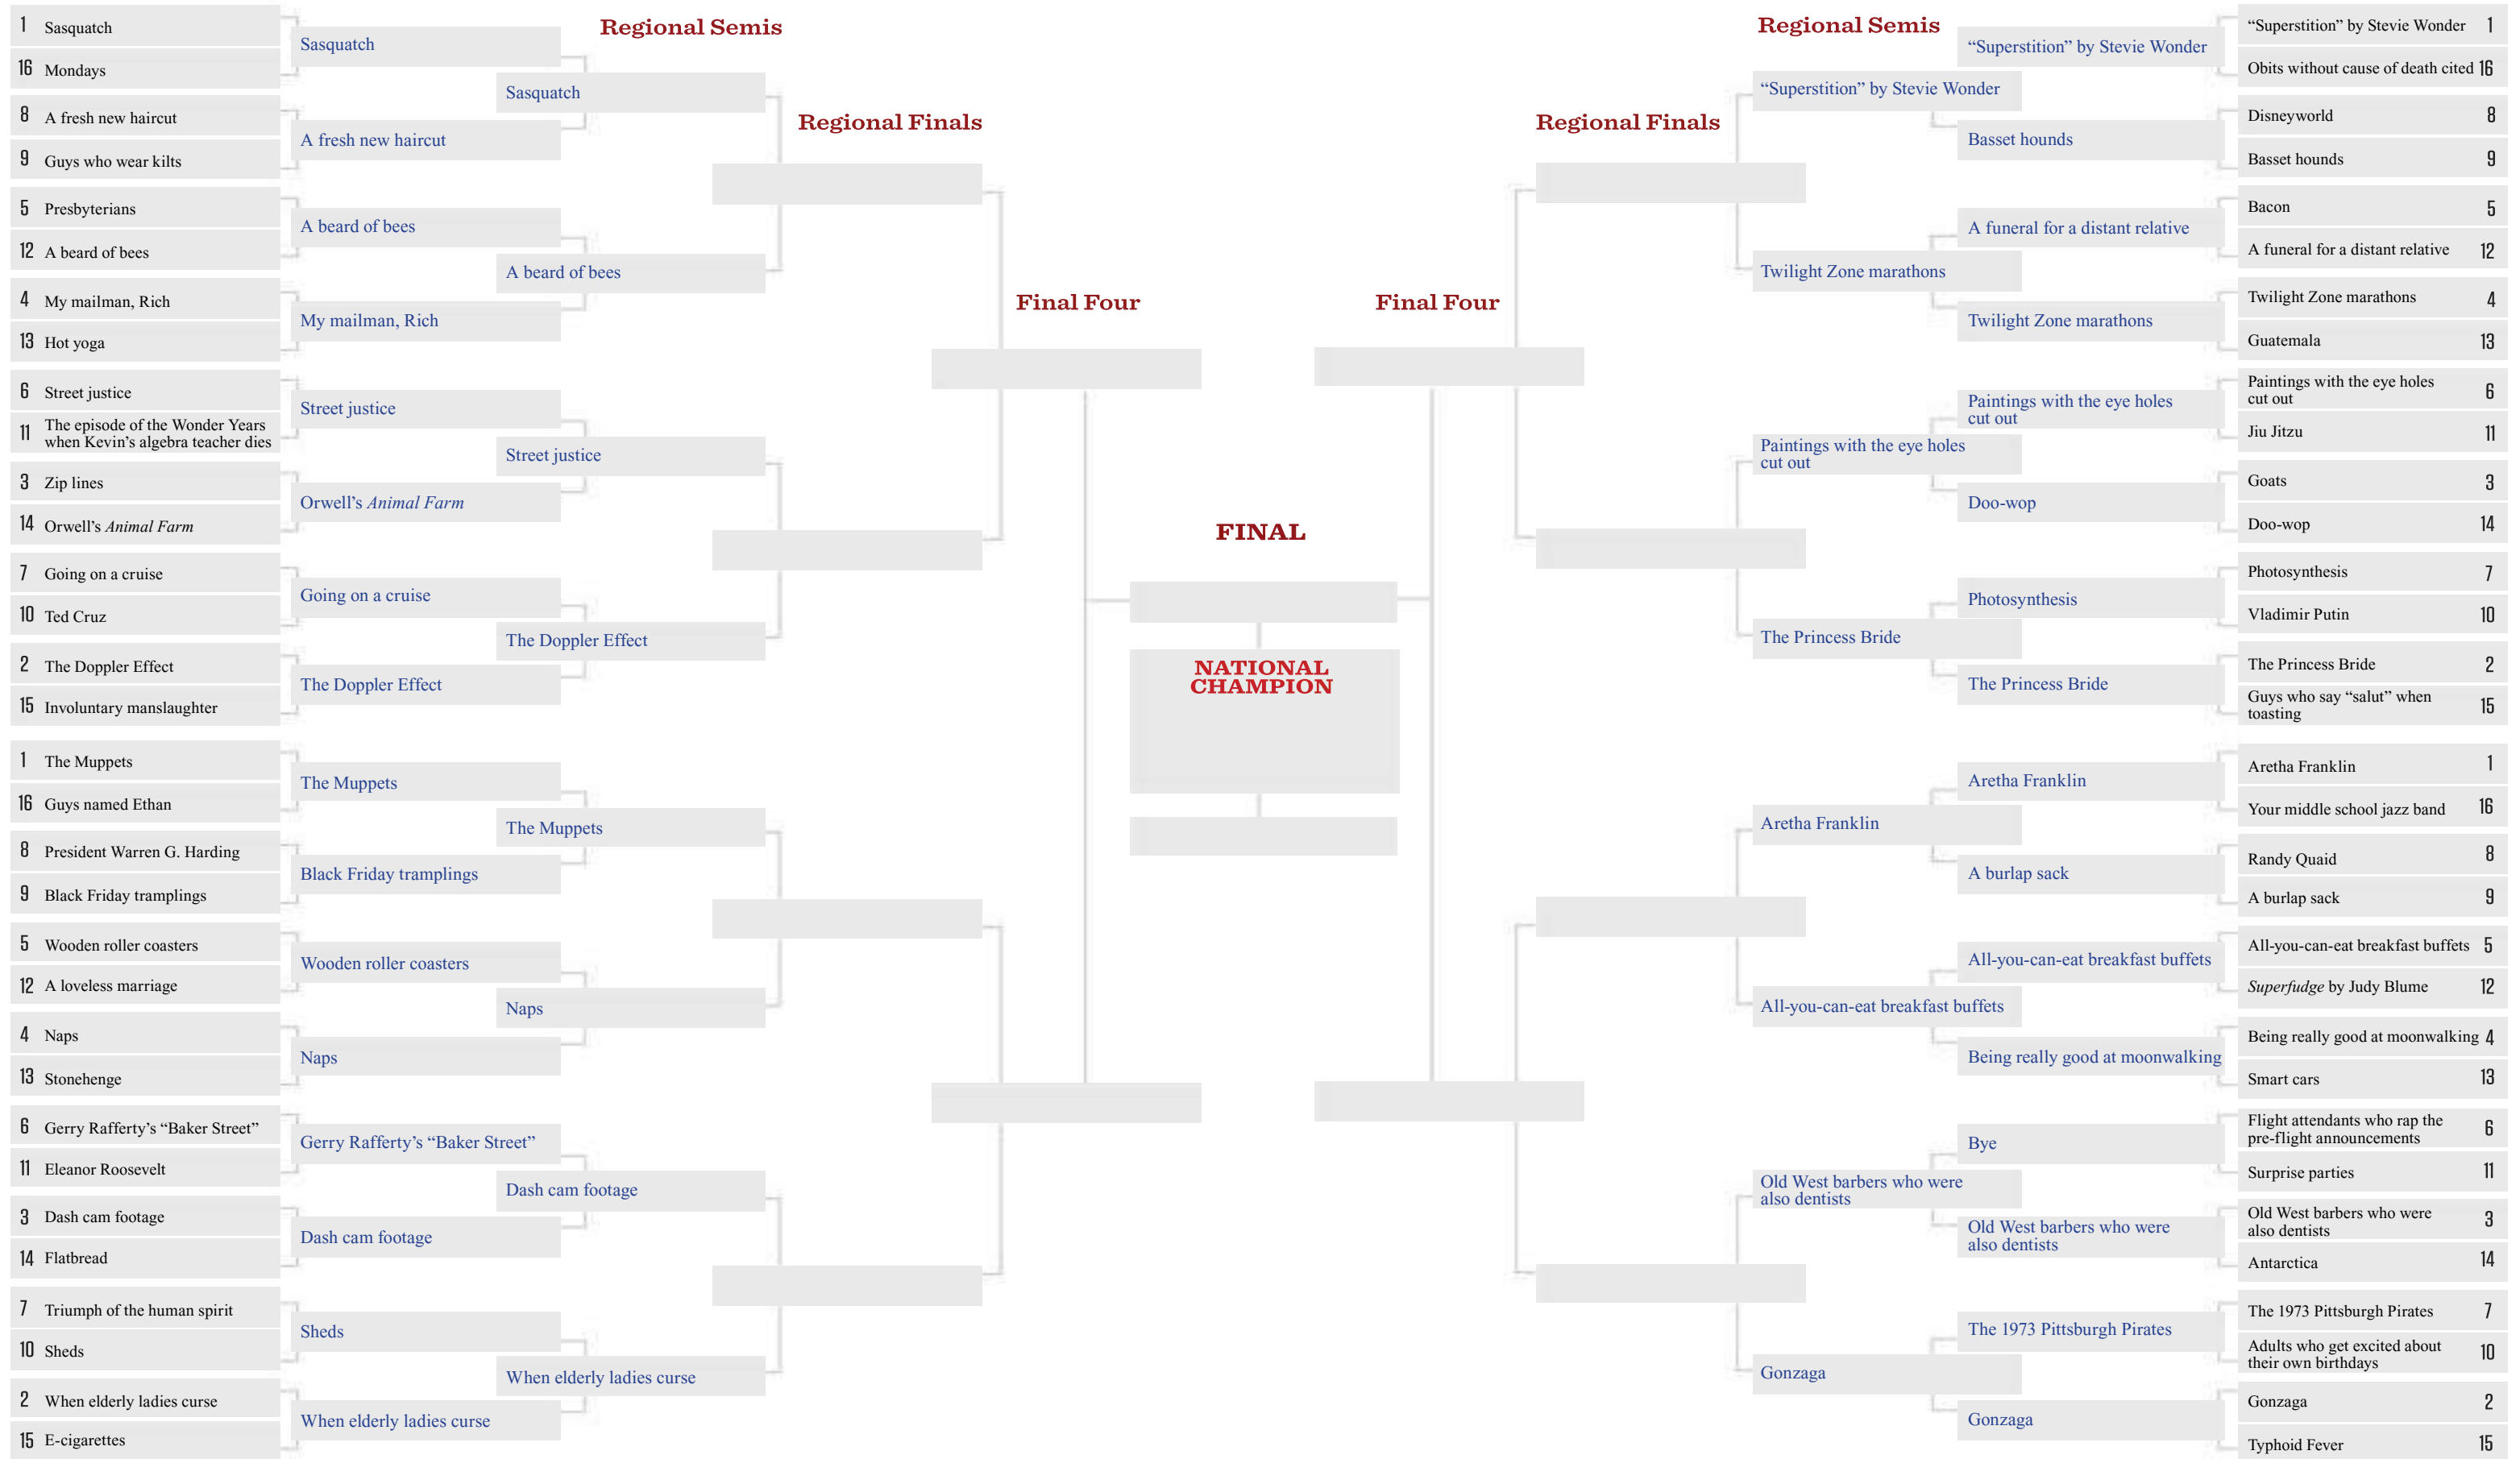 Regional Semis
Regional Finals
Final Four
FINAL
NATIONAL
CHAMPION
Final Four
Regional Finals
Regional Semis
1 Sasquatch
16 Mondays
8 A fresh new haircut
9 Guys who wear kilts
5 Presbyterians
12 A beard of bees
4 My mailman, Rich
13 Hot yoga
6 Street justice
11 The episode of the Wonder Years
when Kevin’s algebra teacher dies
3 Zip lines
14 Orwell’s Animal Farm
7 Going on a cruise
10 Ted Cruz
2 The Doppler Effect
15 Involuntary manslaughter
1 The Muppets
16 Guys named Ethan
8 President Warren G. Harding
9 Black Friday tramplings
5 Wooden roller coasters
12 A loveless marriage
4 Naps
13 Stonehenge
6 Gerry Rafferty’s “Baker Street”
11 Eleanor Roosevelt
3 Dash cam footage
14 Flatbread
7 Triumph of the human spirit
10 Sheds
2 When elderly ladies curse
15 E-cigarettes
Sasquatch
A fresh new haircut
A beard of bees
My mailman, Rich
Street justice
Orwell’s Animal Farm
Going on a cruise
The Doppler Effect
The Muppets
Black Friday tramplings
Wooden roller coasters
Naps
Gerry Rafferty’s “Baker Street”
Dash cam footage
Sheds
When elderly ladies curse
Sasquatch
A beard of bees
Street justice
The Doppler Effect
The Muppets
Naps
Dash cam footage
When elderly ladies curse
“Superstition” by Stevie Wonder
Twilight Zone marathons
Paintings with the eye holes
cut out
The Princess Bride
Aretha Franklin
All-you-can-eat breakfast buffets
Old West barbers who were
also dentists
Gonzaga
“Superstition” by Stevie Wonder
Basset hounds
A funeral for a distant relative
Twilight Zone marathons
Paintings with the eye holes
cut out
Doo-wop
Photosynthesis
The Princess Bride
Aretha Franklin
A burlap sack
All-you-can-eat breakfast buffets
Being really good at moonwalking
Bye
Old West barbers who were
also dentists
The 1973 Pittsburgh Pirates
Gonzaga
“Superstition” by Stevie Wonder 1
Obits without cause of death cited 16
Disneyworld 8
Basset hounds 9
Bacon 5
A funeral for a distant relative 12
Twilight Zone marathons 4
Guatemala 13
Paintings with the eye holes
cut out 6
Jiu Jitzu 11
Goats 3
Doo-wop 14
Photosynthesis 7
Vladimir Putin 10
The Princess Bride 2
Guys who say “salut” when
toasting 15
Aretha Franklin 1
Your middle school jazz band 16
Randy Quaid 8
A burlap sack 9
All-you-can-eat breakfast buffets 5
Superfudge by Judy Blume 12
Being really good at moonwalking 4
Smart cars 13
Flight attendants who rap the
pre-flight announcements 6
Surprise parties 11
Old West barbers who were
also dentists 3
Antarctica 14
The 1973 Pittsburgh Pirates 7
Adults who get excited about
their own birthdays 10
Gonzaga 2
Typhoid Fever 15